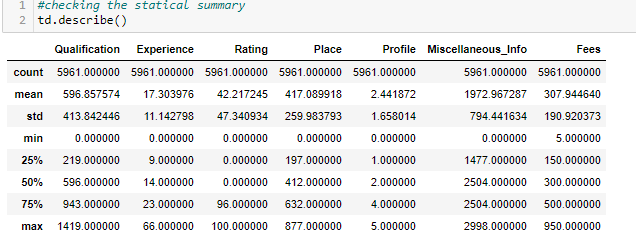 1 #checking the statical summary
2 td.describe()
Qualification Experience Rating Place Profile Miscellaneous_Info Fees
count 5961.000000 5961.000000 5961.000000 5961.000000 5961.000000 5961.000000 5961.000000
mean 596.857574 17.303976 42.217245 417.089918 2.441872 1972.967287 307.944640
std 413.842446 11.142798 47.340934 259.983793 1.658014 794.441634 190.920373
min 0.000000 0.000000 0.000000 0.000000 0.000000 0.000000 5.000000
25% 219.000000 9.000000 0.000000 197.000000 1.000000 1477.000000 150.000000
50% 596.000000 14.000000 0.000000 412.000000 2.000000 2504.000000 300.000000
75% 943.000000 23.000000 96.000000 632.000000 4.000000 2504.000000 500.000000
max 1419.000000 66.000000 100.000000 877.000000 5.000000 2998.000000 950.000000